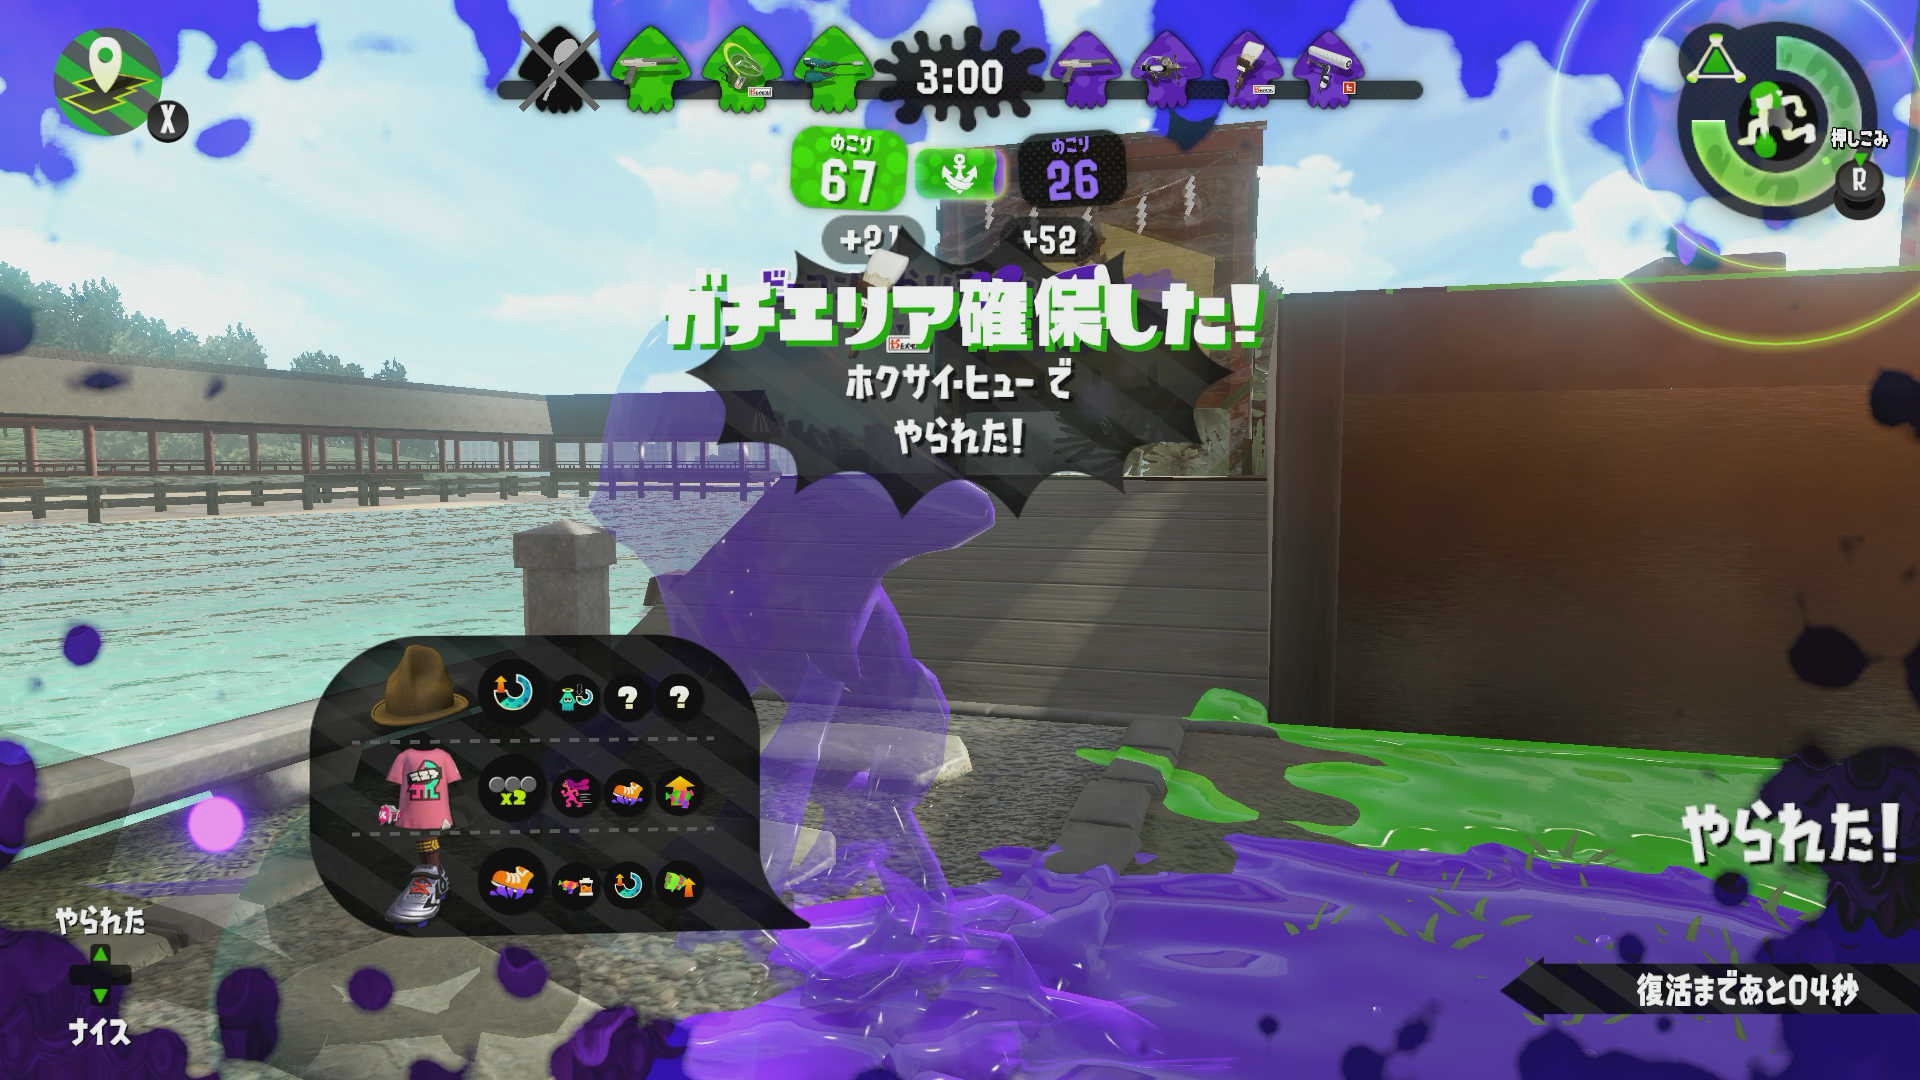 X
3:00
のこり
67
のこり
26
+52
押しこみ
R
ガチエリア確保した!
ホクサイ・ヒュー で
やられた!
?
?
x2
やられた!
やられた
ナイス
復活まであと04秒